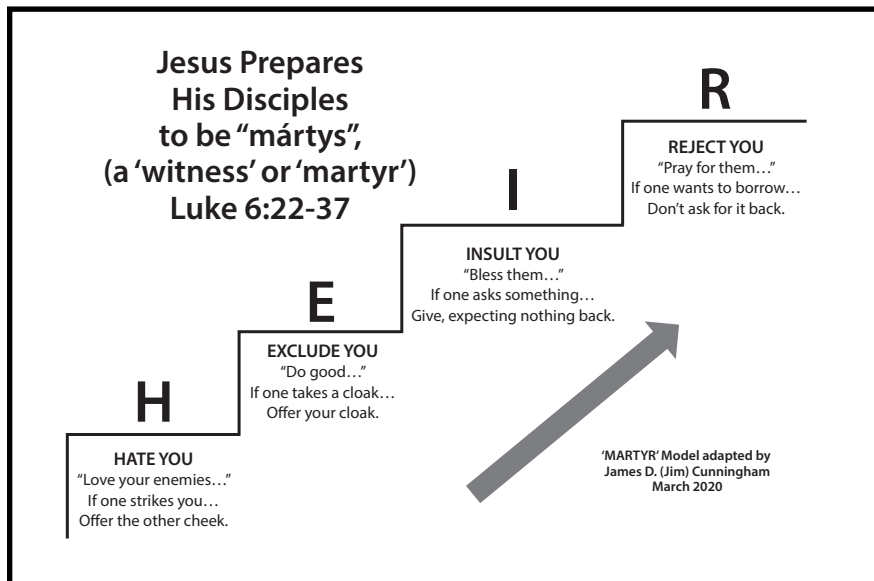 Jesus Prepares
His Disciples
to be “mártys”,
(a ‘witness’ or ‘martyr’)
Luke 6:22-37
H
HATE YOU
“Love your enemies…”
If one strikes you…
Offer the other cheek.
E
EXCLUDE YOU
“Do good…”
If one takes a cloak…
Offer your cloak.
I
INSULT YOU
“Bless them…”
If one asks something…
Give, expecting nothing back.
R
REJECT YOU
“Pray for them…”
If one wants to borrow…
Don’t ask for it back.
‘MARTYR’ Model adapted by
James D. (Jim) Cunningham
March 2020